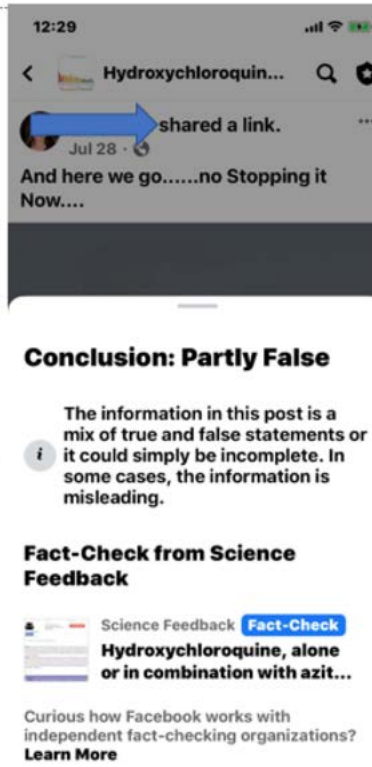 12:29
Hydroxychloroquin...
shared a link.
Jul 28 ·
And here we go......no Stopping it
Now....
Conclusion: Partly False
The information in this post is a
mix of true and false statements or
it could simply be incomplete. In
some cases, the information is
misleading.
Fact-Check from Science
Feedback
Science Feedback Fact-Check
Hydroxychloroquine, alone
or in combination with azit...
Curious how Facebook works with
independent fact-checking organizations?
Learn More